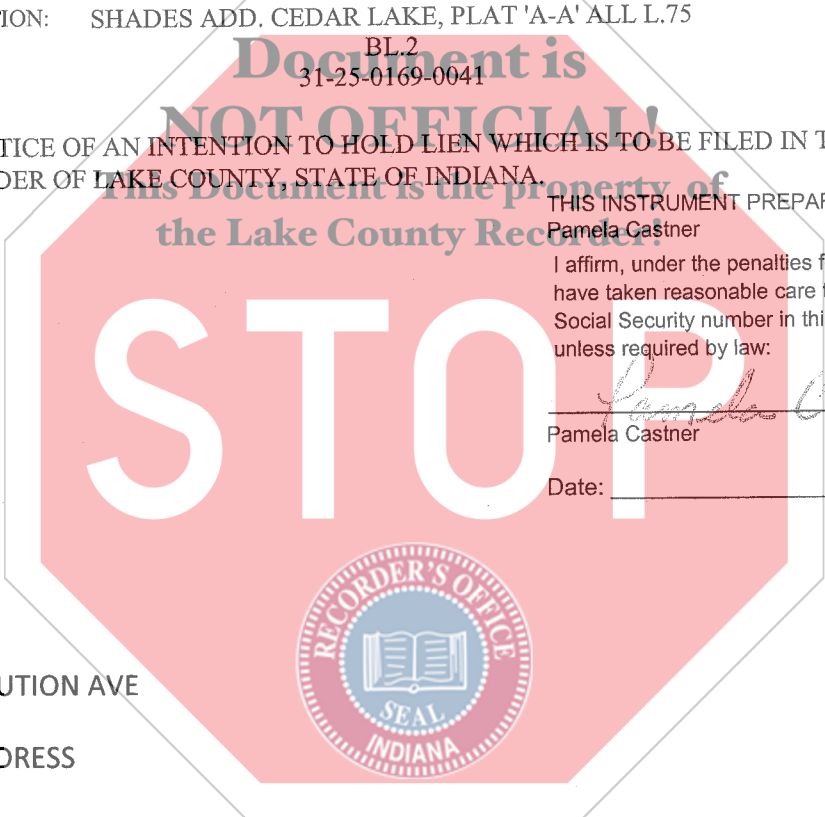 ION: SHADES ADD. CEDAR LAKE, PLAT 'A-A' ALL L.75
BL.2
31-25-0169-0041
Document is
NOT OFFICIAL!
This Document is the property of
the Lake County Recorder!
TICE OF AN INTENTION TO HOLD LIEN WHICH IS TO BE FILED IN T
DER OF LAKE COUNTY, STATE OF INDIANA.
THIS INSTRUMENT PREPAR
Pamela Castner
I affirm, under the penalties f
have taken reasonable care t
Social Security number in thi
unless required by law:
Pamela C
Pamela Castner
Date:
STOP
RECORDER'S OFFICE
SEAL
INDIANA
UTION AVE
DRESS